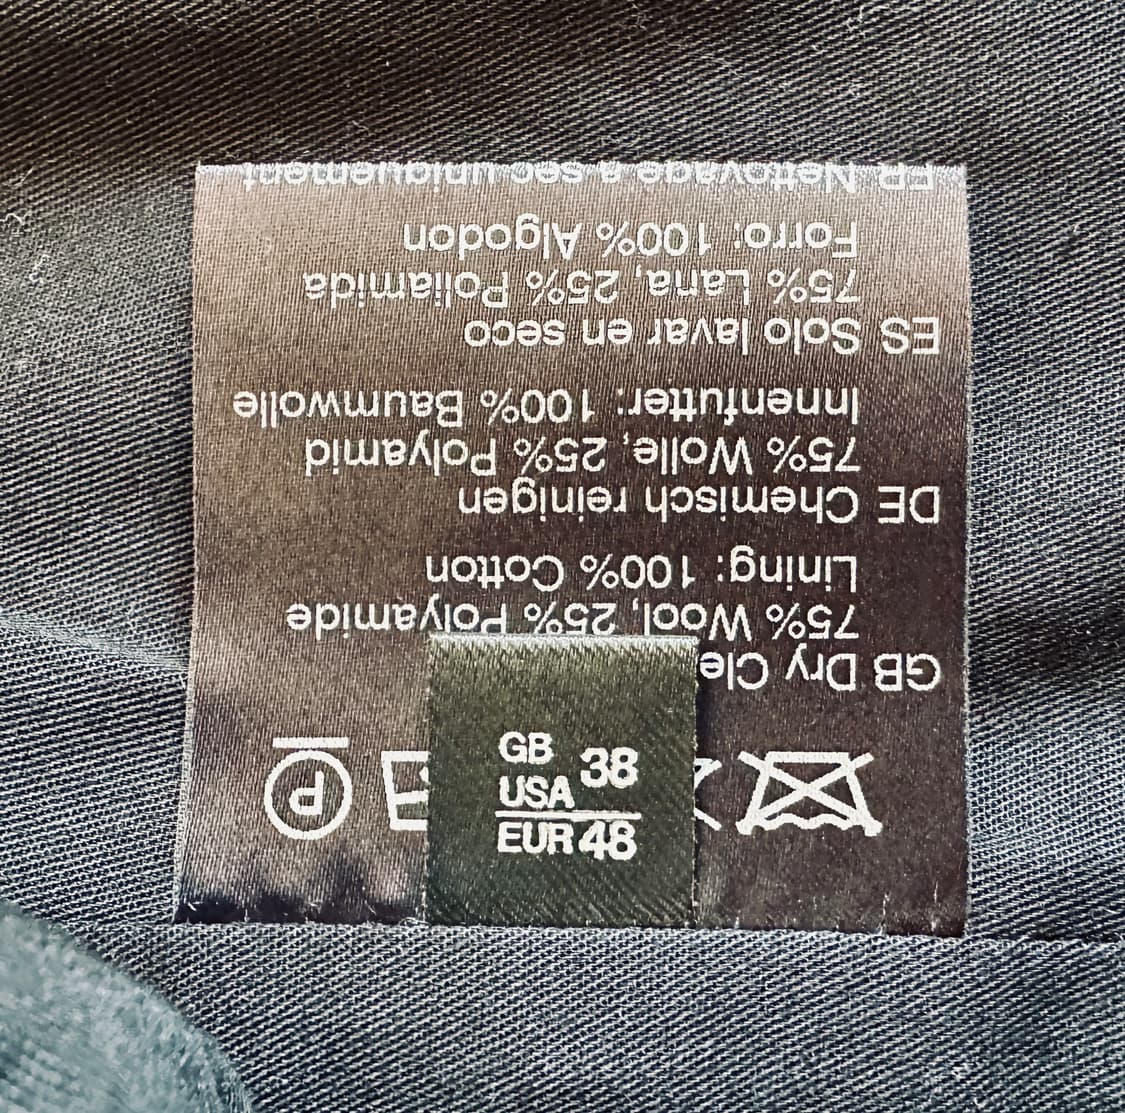 GB Dry Cle
75% Wool, 25% Polyamide
Lining: 100% Cotton
DE Chemisch reinigen
75% Wolle, 25% Polyamid
Innenfutter: 100% Baumwolle
ES Solo lavar en seco
75% Lana, 25% Poliamida
Forro: 100% Algodon
FR Nettoyage a sec uniquement
P
GB
USA 38
EUR 48